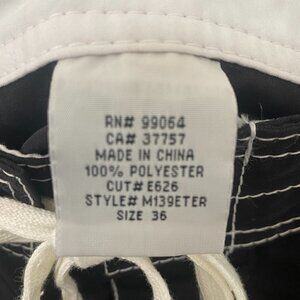 RN# 99064
CA# 37757
MADE IN CHINA
100% POLYESTER
CUT# E626
STYLE# M139ETER
SIZE 36